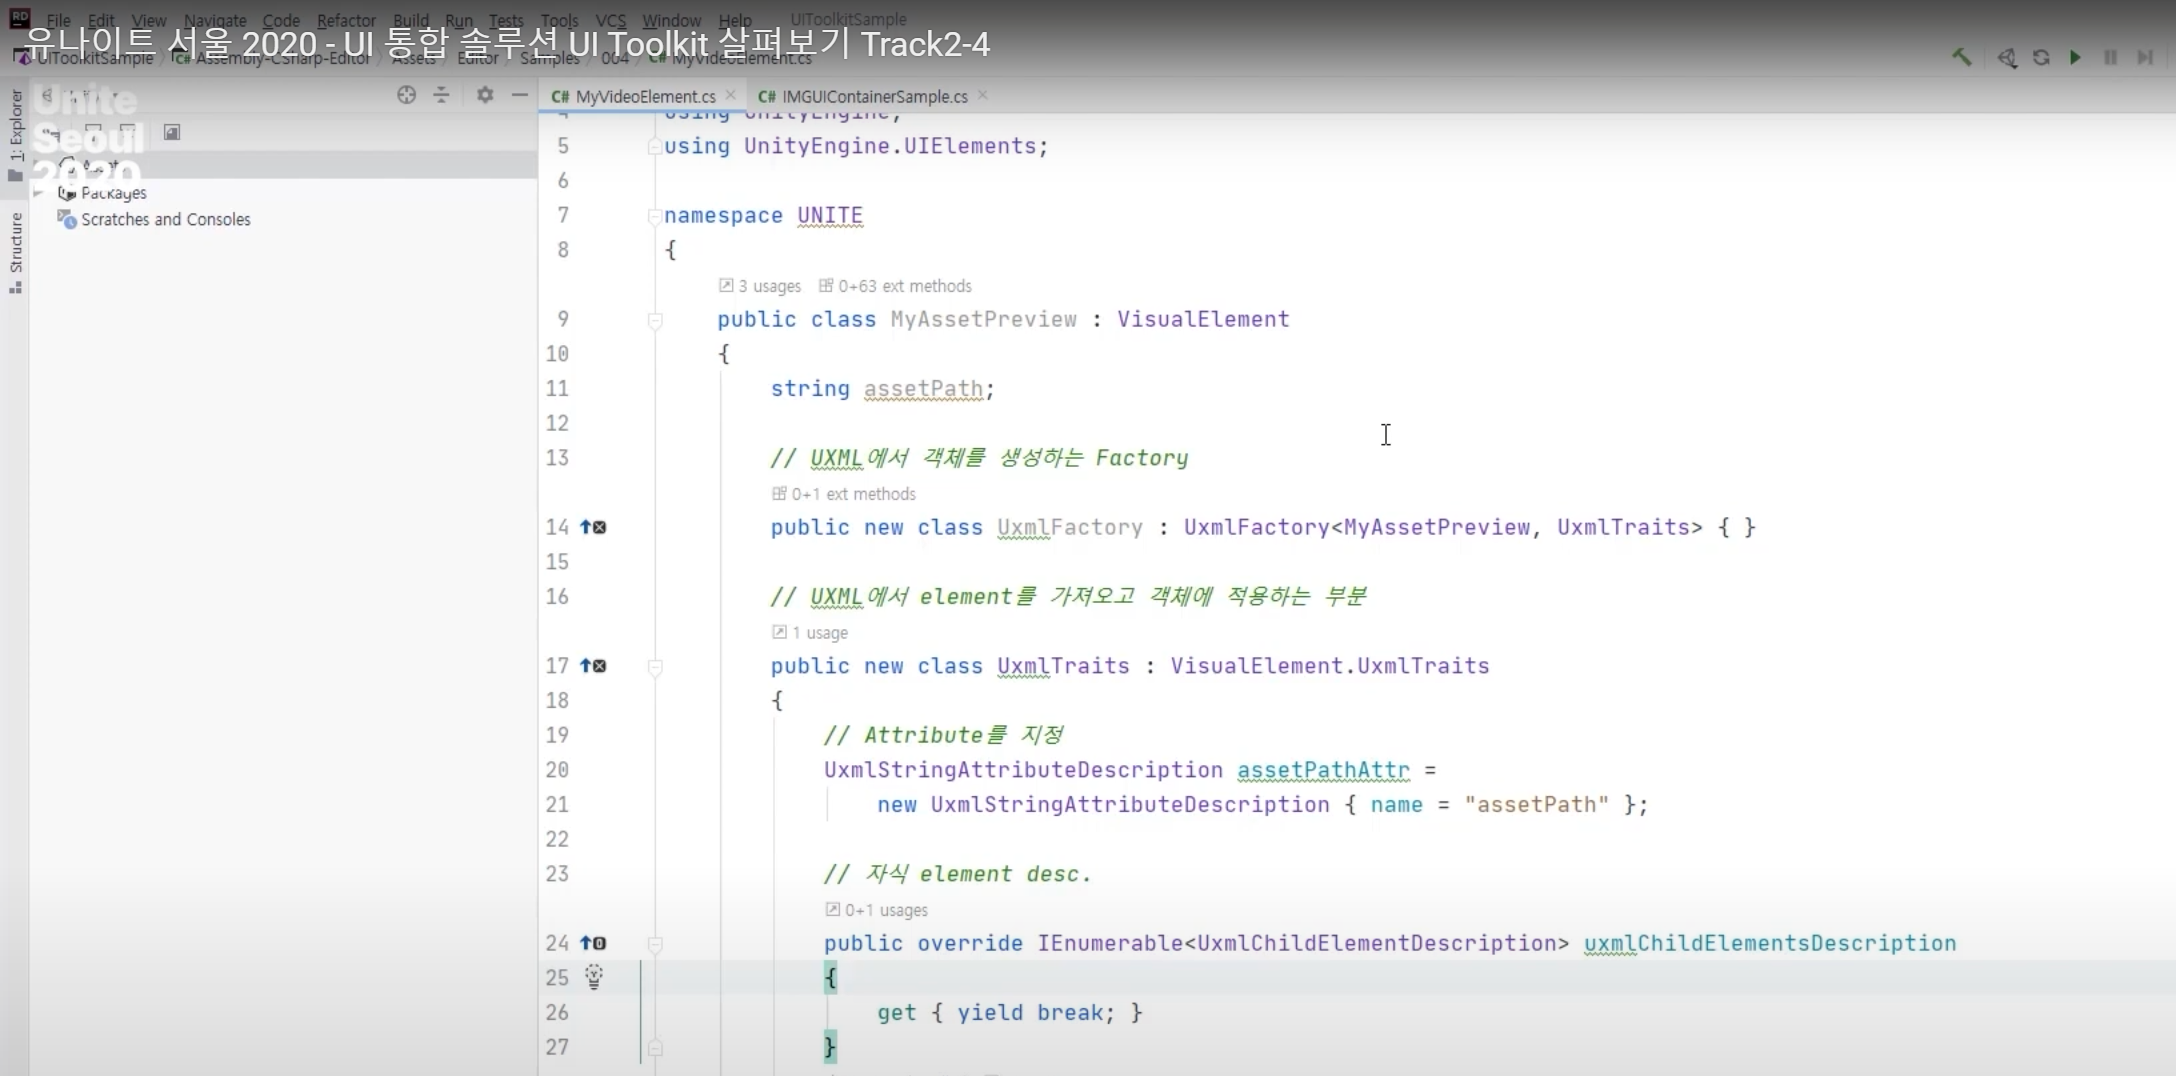 File Edit View Navigate Code Refactor Build Run Tests Tools VCS Window Help UIToolkitSample
유나이트 서울 2020 - UI 통합 솔루션 UI Toolkit 살펴보기 Track2-4
UIToolkitSample Assembly-CSharp-Editor Assets Editor Samples 004 C# MyVideoElement.cs
Unite
Seoul
2020
1: Explorer
Structure
Packages
Scratches and Consoles
C# MyVideoElement.cs C# IMGUIContainerSample.cs
4 using UnityEngine;
5 using UnityEngine.UIElements;
6
7 namespace UNITE
8 {
3 usages 0+63 ext methods
9 public class MyAssetPreview : VisualElement
10 {
11 string assetPath;
12
13 // UXML에서 객체를 생성하는 Factory
0+1 ext methods
14 public new class UxmlFactory : UxmlFactory<MyAssetPreview, UxmlTraits> { }
15
16 // UXML에서 element를 가져오고 객체에 적용하는 부분
1 usage
17 public new class UxmlTraits : VisualElement.UxmlTraits
18 {
19 // Attribute를 지정
20 UxmlStringAttributeDescription assetPathAttr =
21 new UxmlStringAttributeDescription { name = "assetPath" };
22
23 // 자식 element desc.
0+1 usages
24 public override IEnumerable<UxmlChildElementDescription> uxmlChildElementsDescription
25 {
26 get { yield break; }
27 }